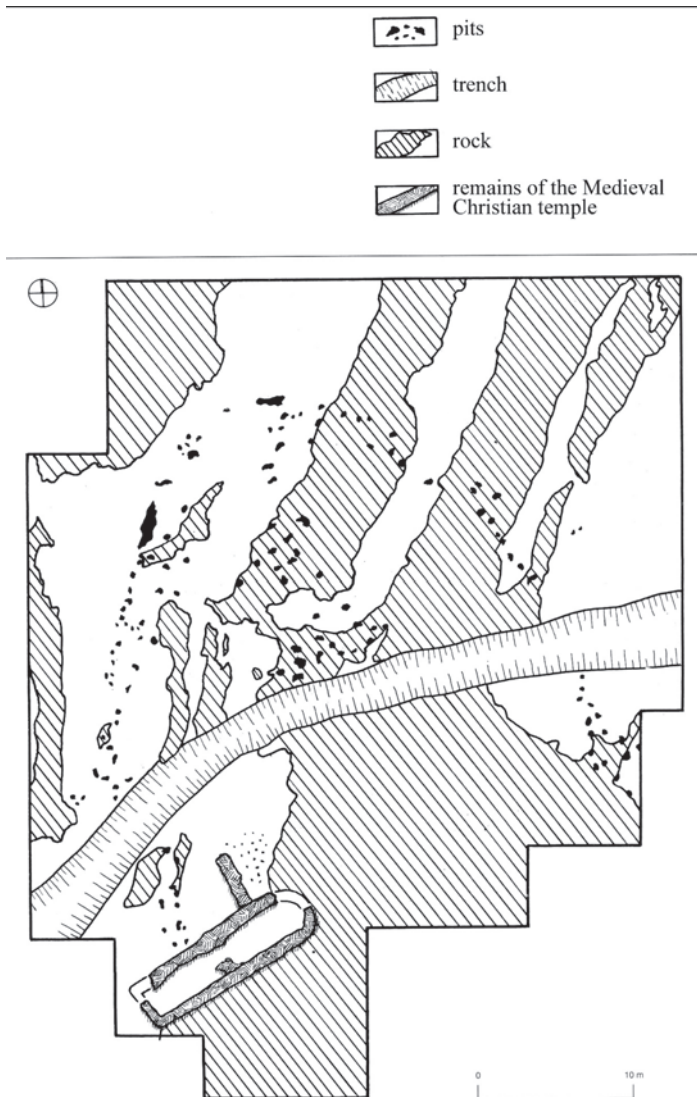 pits
trench
rock
remains of the Medieval
Christian temple
0 10 m